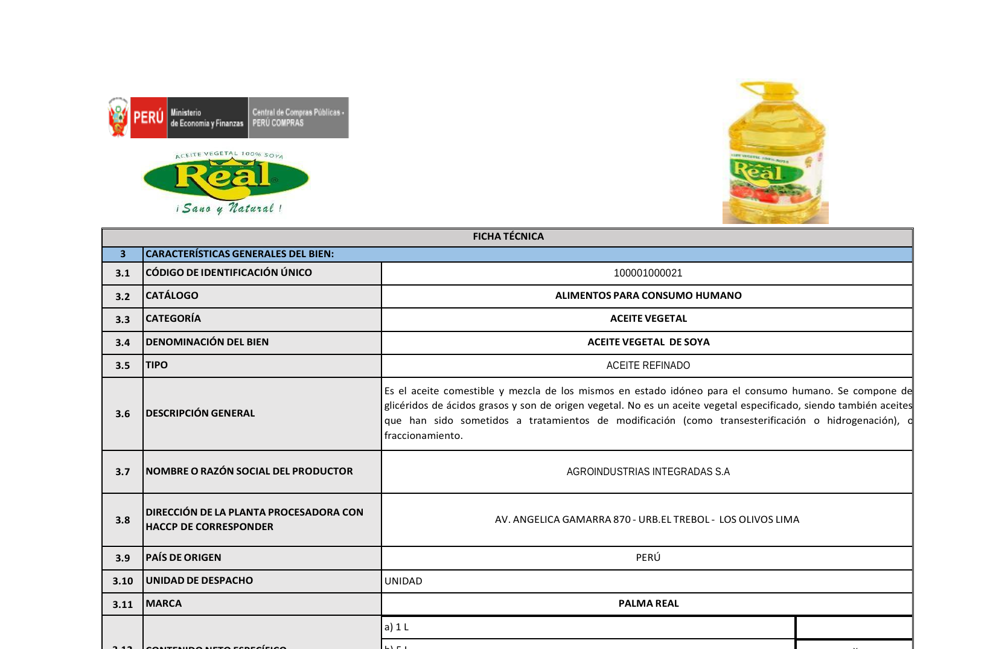 PERÚ
Ministerio
de Economía y Finanzas
Central de Compras Públicas -
PERÚ COMPRAS
ACEITE VEGETAL 100% SOYA
Real
¡Sano y Natural!
ACEITE VEGETAL 100% SOYA
Real
FICHA TÉCNICA
3 CARACTERÍSTICAS GENERALES DEL BIEN:
3.1 CÓDIGO DE IDENTIFICACIÓN ÚNICO 100001000021
3.2 CATÁLOGO ALIMENTOS PARA CONSUMO HUMANO
3.3 CATEGORÍA ACEITE VEGETAL
3.4 DENOMINACIÓN DEL BIEN ACEITE VEGETAL DE SOYA
3.5 TIPO ACEITE REFINADO
3.6 DESCRIPCIÓN GENERAL
Es el aceite comestible y mezcla de los mismos en estado idóneo para el consumo humano. Se compone de
glicéridos de ácidos grasos y son de origen vegetal. No es un aceite vegetal especificado, siendo también aceites
que han sido sometidos a tratamientos de modificación (como transesterificación o hidrogenación), o
fraccionamiento.
3.7 NOMBRE O RAZÓN SOCIAL DEL PRODUCTOR AGROINDUSTRIAS INTEGRADAS S.A
3.8 DIRECCIÓN DE LA PLANTA PROCESADORA CON
HACCP DE CORRESPONDER
AV. ANGELICA GAMARRA 870 - URB.EL TREBOL - LOS OLIVOS LIMA
3.9 PAÍS DE ORIGEN PERÚ
3.10 UNIDAD DE DESPACHO UNIDAD
3.11 MARCA PALMA REAL
a) 1 L
3.12 CONTENIDO NETO ESPECÍFICO
b) 5 L x